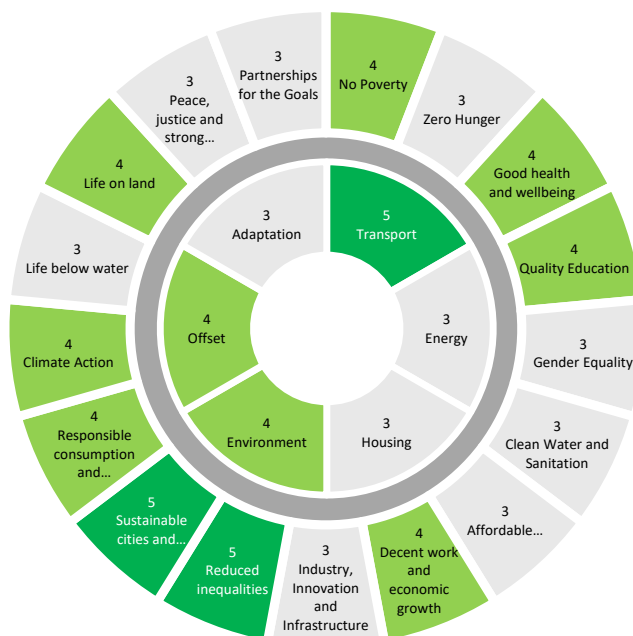 4
No Poverty
3
Zero Hunger
4
Good health
and wellbeing
4
Quality Education
3
Gender Equality
3
Clean Water and
Sanitation
3
Affordable...
4
Decent work
and
economic
growth
3
Industry,
Innovation
and
Infrastructure
5
Reduced
inequalities
5
Sustainable
cities and...
4
Responsible
consumption
and...
4
Climate Action
3
Life below water
4
Life on land
3
Peace,
justice and
strong...
3
Partnerships
for the Goals
5
Transport
3
Energy
3
Housing
4
Environment
4
Offset
3
Adaptation